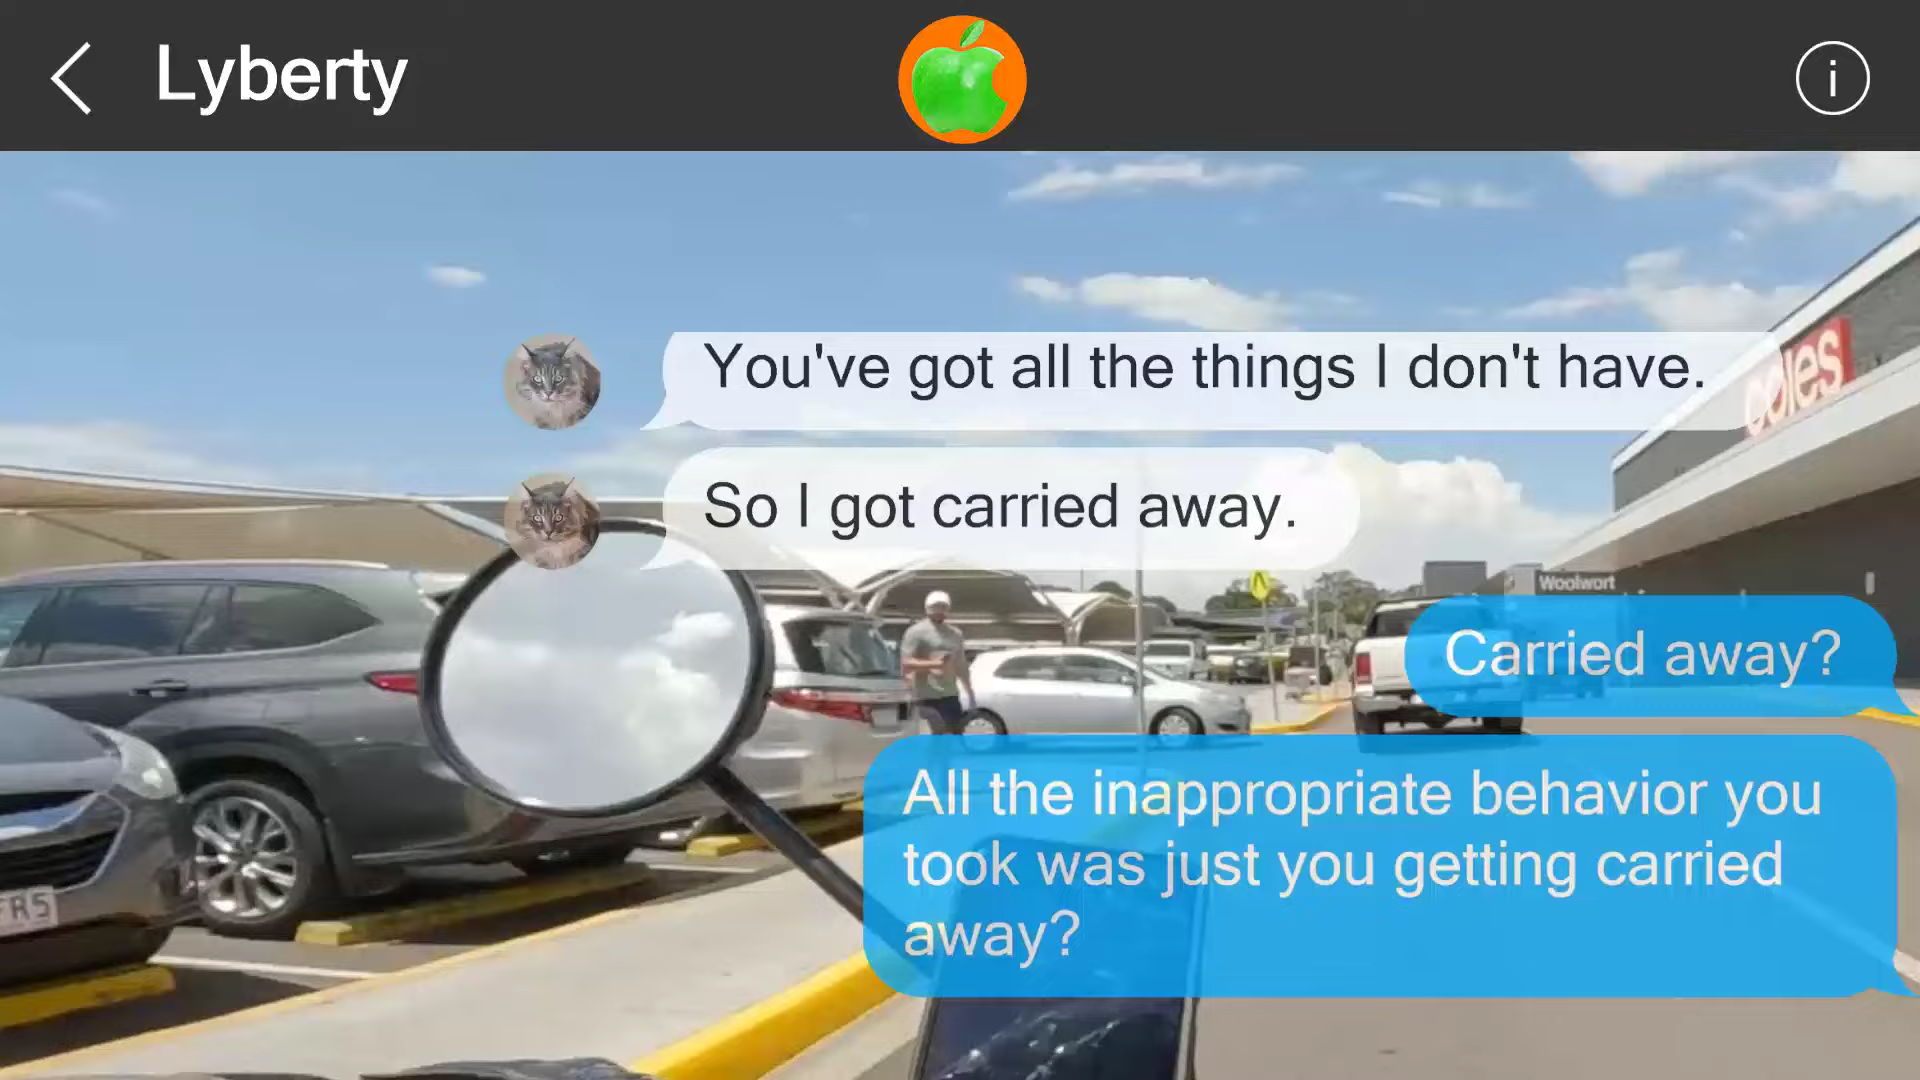 Lyberty
You've got all the things I don't have.
coles
So I got carried away.
Woolwort
Carried away?
All the inappropriate behavior you
took was just you getting carried
away?
FR5